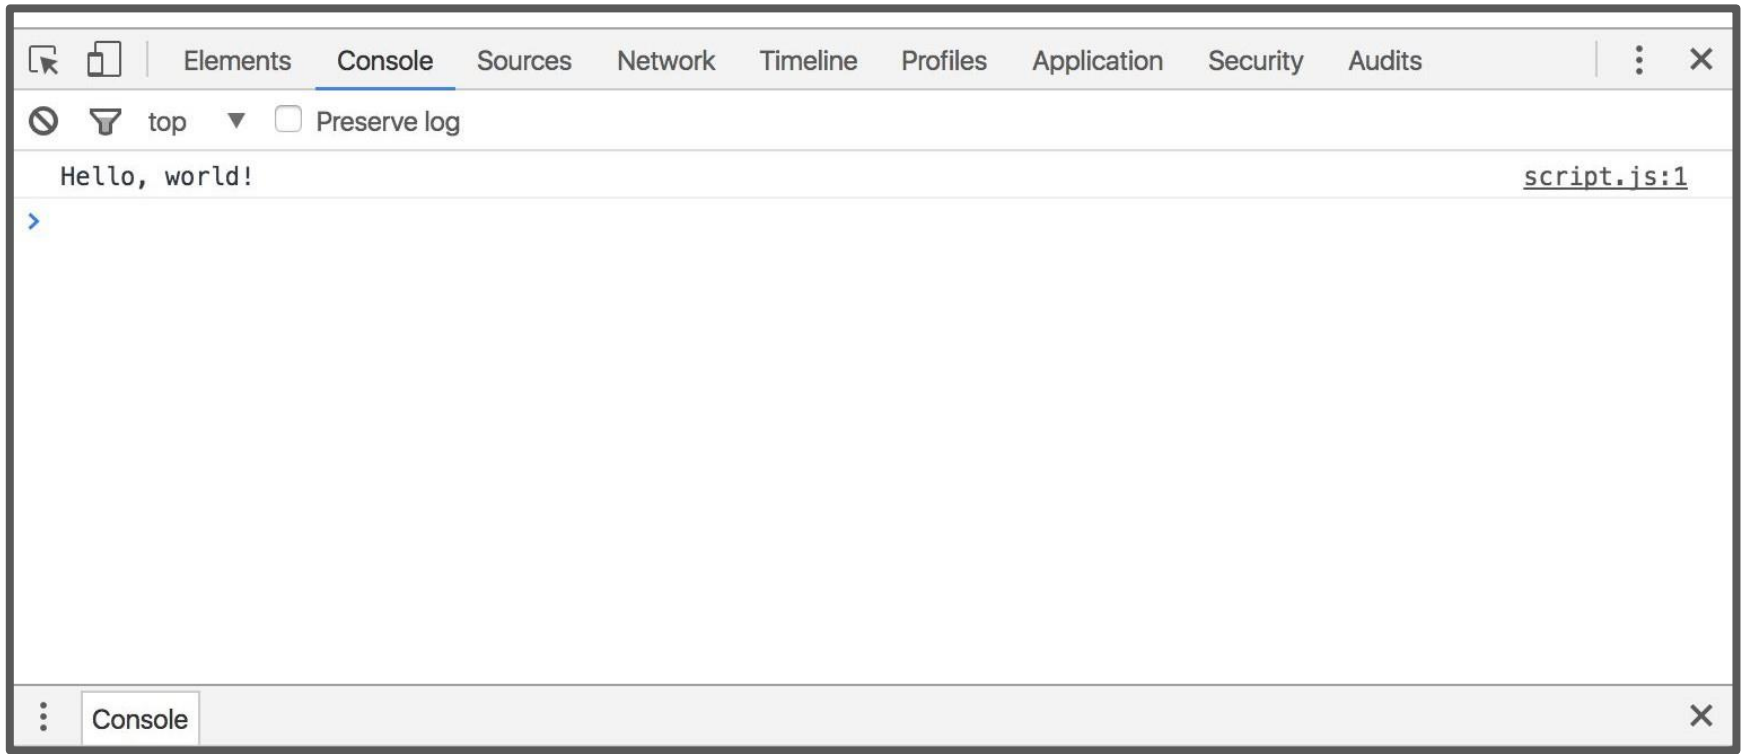 Elements Console Sources Network Timeline Profiles Application Security Audits
top Preserve log
Hello, world! script.js:1
Console